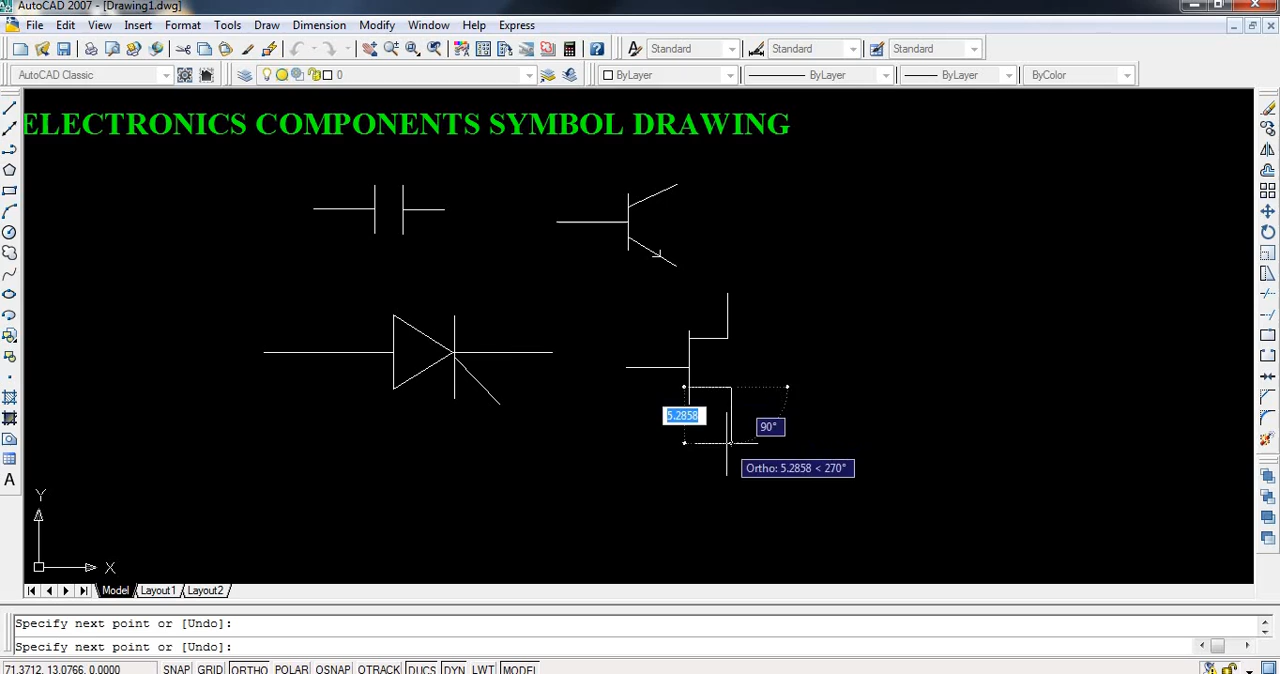 AutoCAD 2007 - [Drawing1.dwg]
File Edit View Insert Format Tools Draw Dimension Modify Window Help Express
Standard Standard Standard
AutoCAD Classic 0 ByLayer ByLayer ByLayer ByColor
ELECTRONICS COMPONENTS SYMBOL DRAWING
5.2858
90°
Ortho: 5.2858 < 270°
Y
X
Model Layout1 Layout2
Specify next point or [Undo]:
Specify next point or [Undo]:
71.3712, 13.0766, 0.0000 SNAP GRID ORTHO POLAR OSNAP OTRACK DUCS DYN LWT MODEL
A